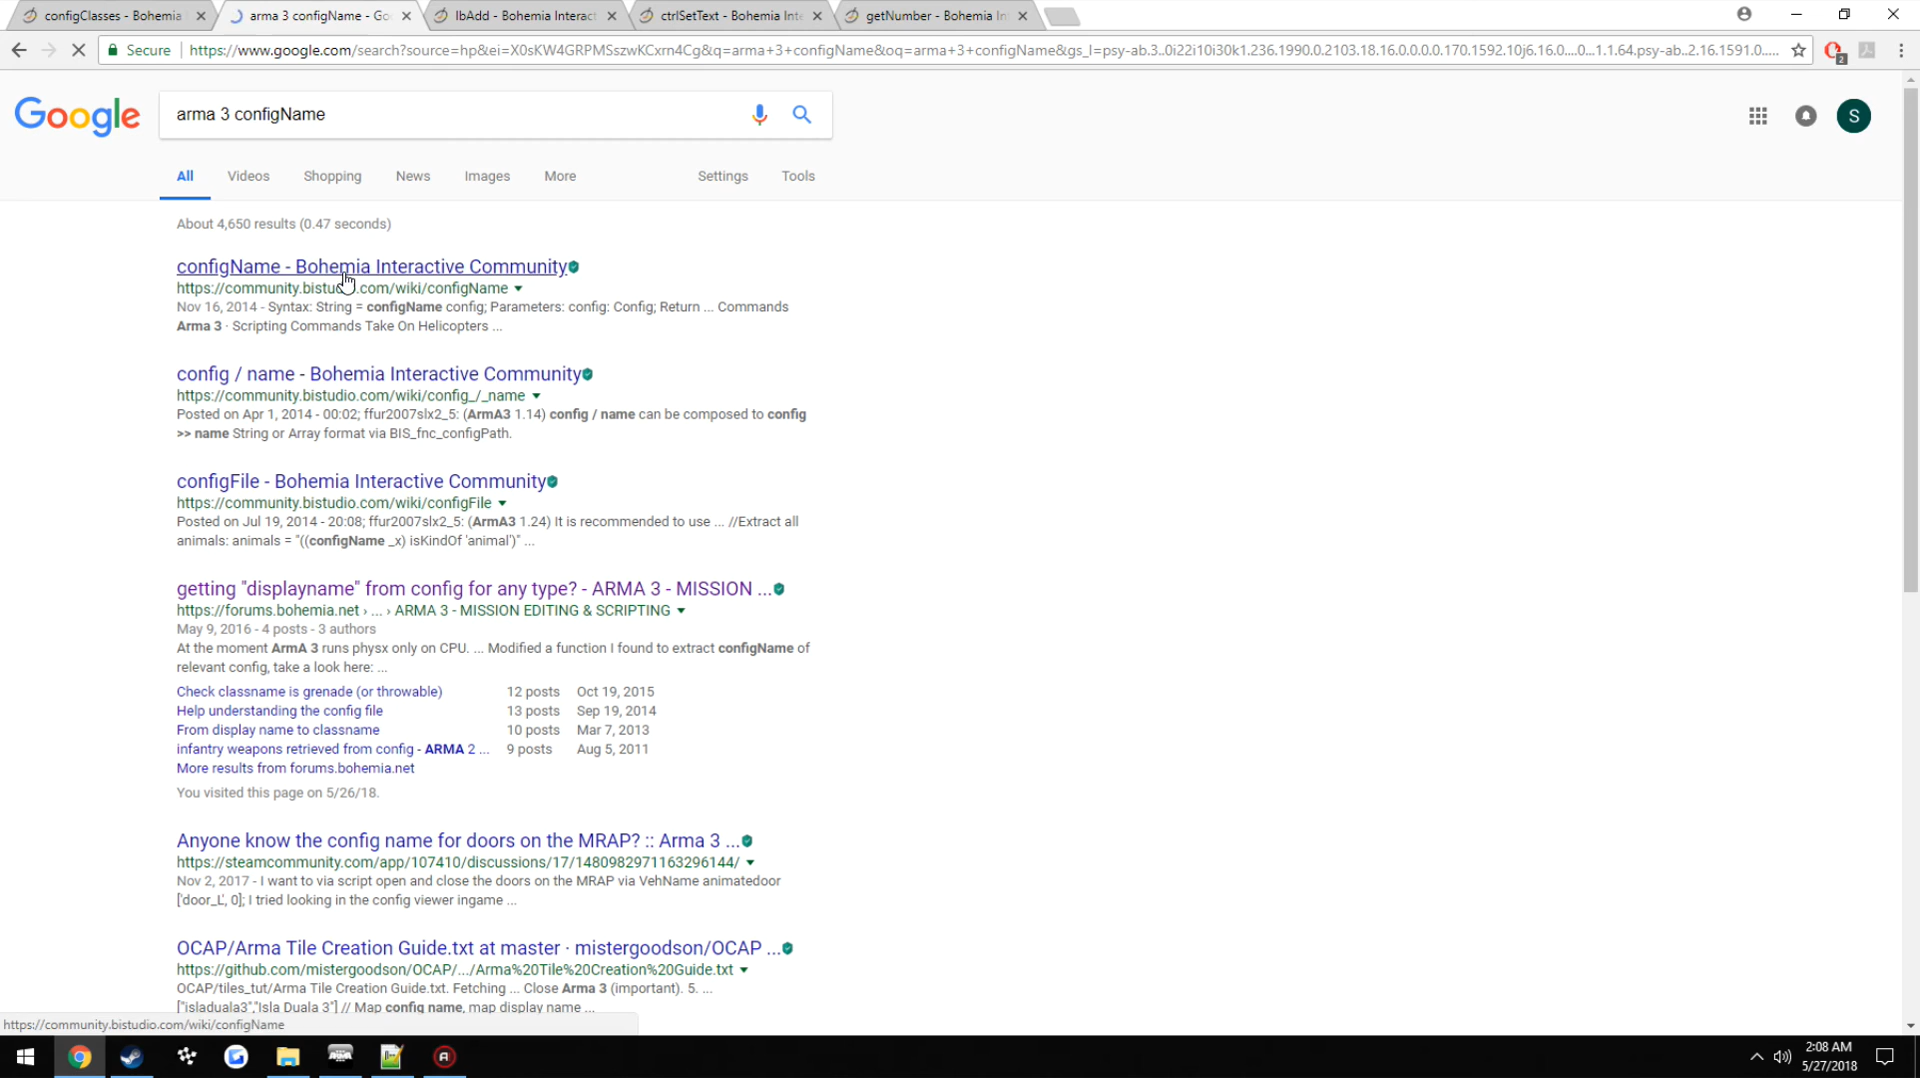 configClasses - Bohemia
arma 3 configName - Go
lbAdd - Bohemia Interact
ctrlSetText - Bohemia Int
getNumber - Bohemia In
Secure
https://www.google.com/search?source=hp&ei=X0sKW4GRPMSszwKCxrn4Cg&q=arma+3+configName&oq=arma+3+configName&gs_l=psy-ab.3..0i22i10i30k1.236.1990.0.2103.18.16.0.0.0.0.170.1592.10j6.16.0....0...1.1.64.psy-ab..2.16.1591.0.....
2
Google
arma 3 configName
S
All
Videos
Shopping
News
Images
More
Settings
Tools
About 4,650 results (0.47 seconds)
configName - Bohemia Interactive Community
https://community.bistudio.com/wiki/configName
Nov 16, 2014 - Syntax: String = configName config; Parameters: config: Config; Return ... Commands
Arma 3 · Scripting Commands Take On Helicopters ...
config / name - Bohemia Interactive Community
https://community.bistudio.com/wiki/config_/_name
Posted on Apr 1, 2014 - 00:02; ffur2007slx2_5: (ArmA3 1.14) config / name can be composed to config
>> name String or Array format via BIS_fnc_configPath.
configFile - Bohemia Interactive Community
https://community.bistudio.com/wiki/configFile
Posted on Jul 19, 2014 - 20:08; ffur2007slx2_5: (ArmA3 1.24) It is recommended to use ... //Extract all
animals: animals = "((configName _x) isKindOf 'animal')" ...
getting "displayname" from config for any type? - ARMA 3 - MISSION ...
https://forums.bohemia.net › ... › ARMA 3 - MISSION EDITING & SCRIPTING
May 9, 2016 - 4 posts - 3 authors
At the moment ArmA 3 runs physx only on CPU. ... Modified a function I found to extract configName of
relevant config, take a look here: ...
Check classname is grenade (or throwable) 12 posts Oct 19, 2015
Help understanding the config file 13 posts Sep 19, 2014
From display name to classname 10 posts Mar 7, 2013
infantry weapons retrieved from config - ARMA 2 ... 9 posts Aug 5, 2011
More results from forums.bohemia.net
You visited this page on 5/26/18.
Anyone know the config name for doors on the MRAP? :: Arma 3 ...
https://steamcommunity.com/app/107410/discussions/17/1480982971163296144/
Nov 2, 2017 - I want to via script open and close the doors on the MRAP via VehName animatedoor
['door_L', 0]; I tried looking in the config viewer ingame ...
OCAP/Arma Tile Creation Guide.txt at master · mistergoodson/OCAP ...
https://github.com/mistergoodson/OCAP/.../Arma%20Tile%20Creation%20Guide.txt
OCAP/tiles_tut/Arma Tile Creation Guide.txt. Fetching ... Close Arma 3 (important). 5. ...
["isladuala3","Isla Duala 3"] // Map config name, map display name ...
https://community.bistudio.com/wiki/configName
2:08 AM
5/27/2018